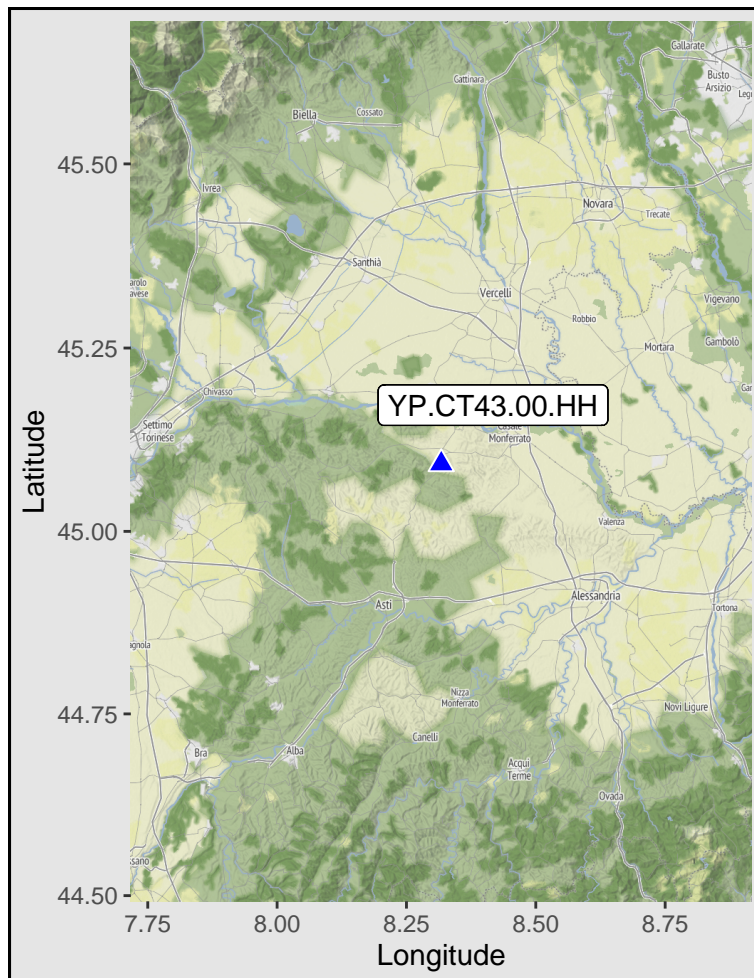 Gallarate
Busto
Arsizio
Gattinara
Biella
Cossato
45.50
Ivrea
Novara
Trecate
Santhià
Vercelli
Vigevano
Robbio
Mortara
Gambolò
45.25
Chivasso
YP.CT43.00.HH
Settimo
Torinese
Casale
Monferrato
Latitude
45.00
Valenza
Asti
Alessandria
Tortona
44.75
Nizza
Monferrato
Novi Ligure
Canelli
Bra
Alba
Acqui
Terme
Ovada
44.50
7.75 8.00 8.25 8.50 8.75
Longitude